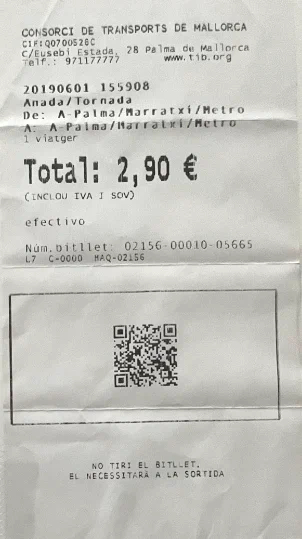 CONSORCI DE TRANSPORTS DE MALLORCA
CIF:Q0700526C
C/Eusebi Estada, 28 Palma de Mallorca
Telf.: 971177777 www.tib.org
20190601 155908
Anada/Tornada
De: A-Palma/Marratxí/Metro
A: A-Palma/Marratxí/Metro
1 viatger
Total: 2,90 €
(INCLOU IVA I SOV)
efectivo
Núm.bitllet: 02156-00010-05665
L7 C-0000 MAQ-02156
NO TIRI EL BITLLET,
EL NECESSITARÀ A LA SORTIDA